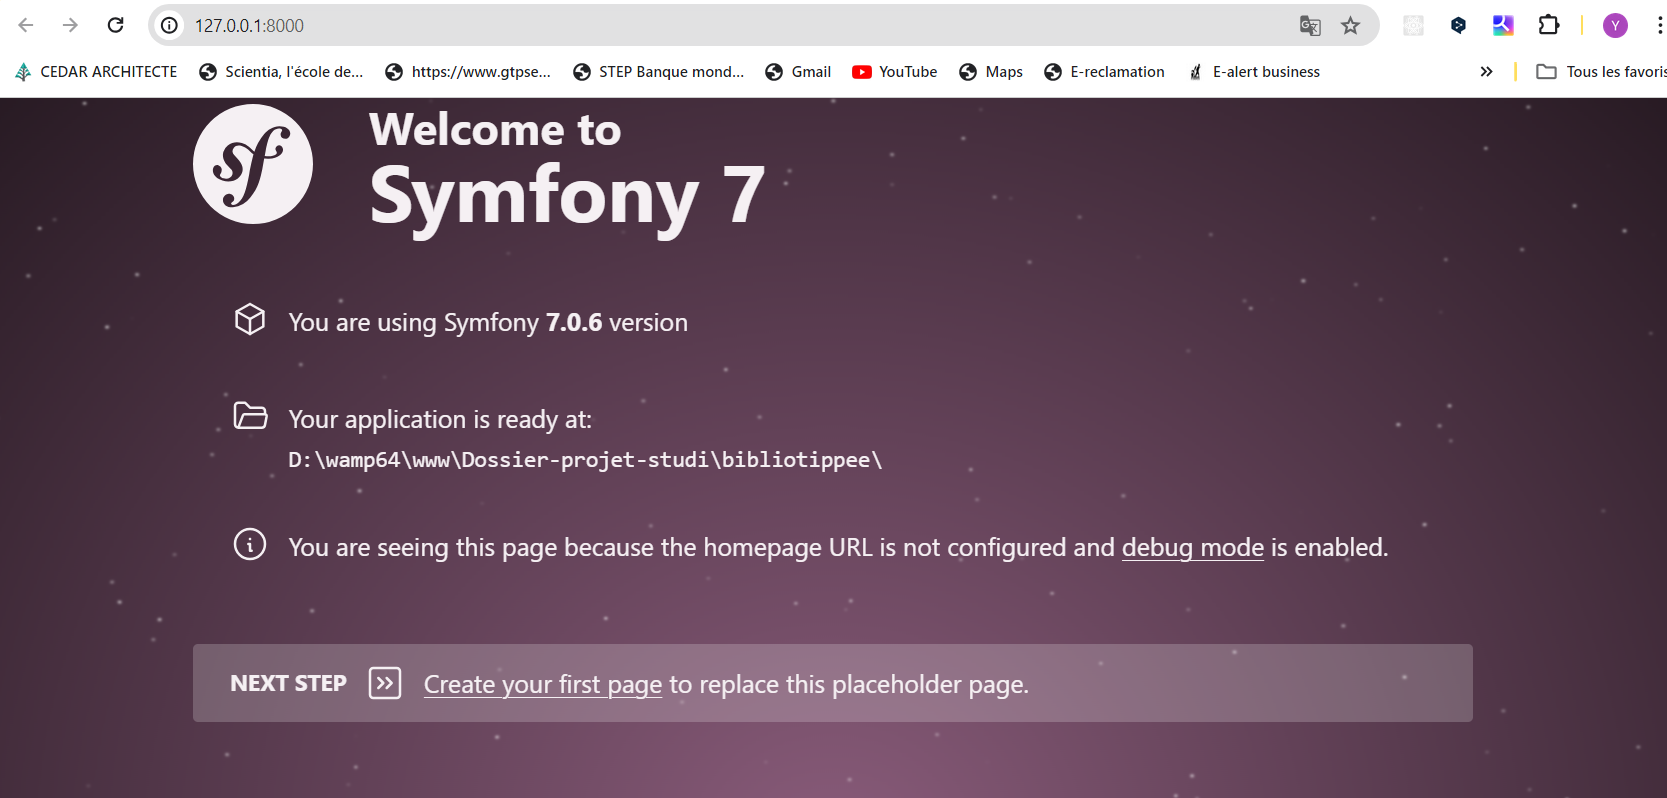 127.0.0.1:8000
Y
CEDAR ARCHITECTE
Scientia, l'école de...
https://www.gtpse...
STEP Banque mond...
Gmail
YouTube
Maps
E-reclamation
E-alert business
Tous les favoris
sf
Welcome to
Symfony 7
You are using Symfony 7.0.6 version
Your application is ready at:
D:\wamp64\www\Dossier-projet-studi\bibliotippee\
You are seeing this page because the homepage URL is not configured and debug mode is enabled.
NEXT STEP Create your first page to replace this placeholder page.